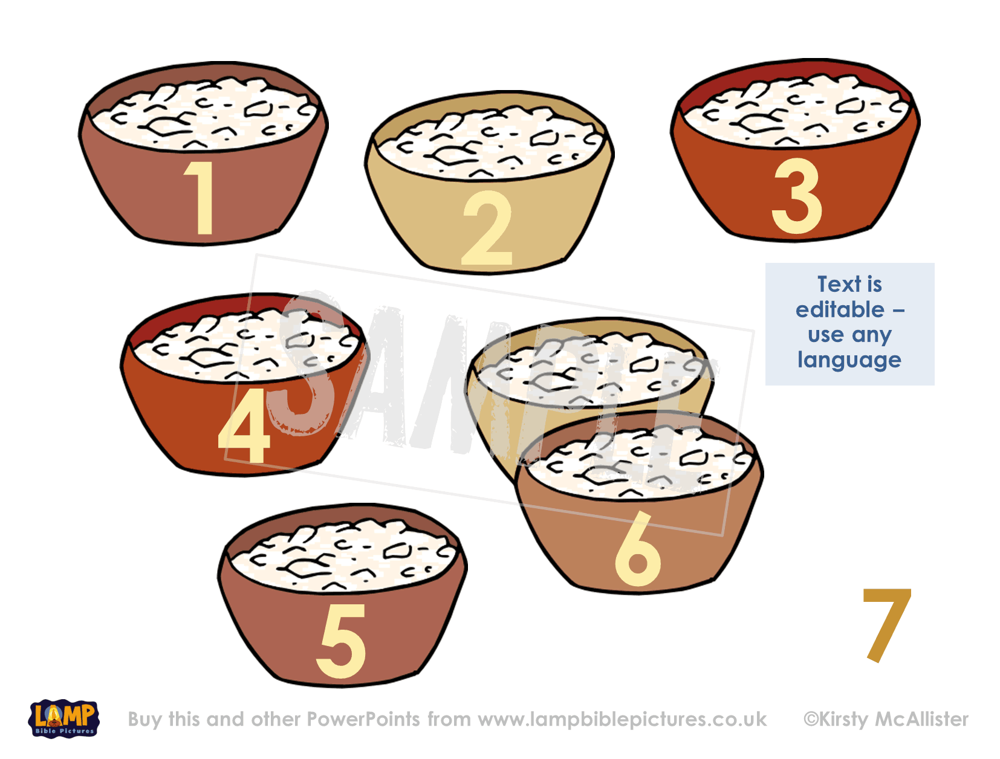 1
2
3
Text is
editable –
use any
language
4
SAMPLE
6
5
7
LAMP
Bible Pictures
Buy this and other PowerPoints from www.lampbiblepictures.co.uk ©Kirsty McAllister